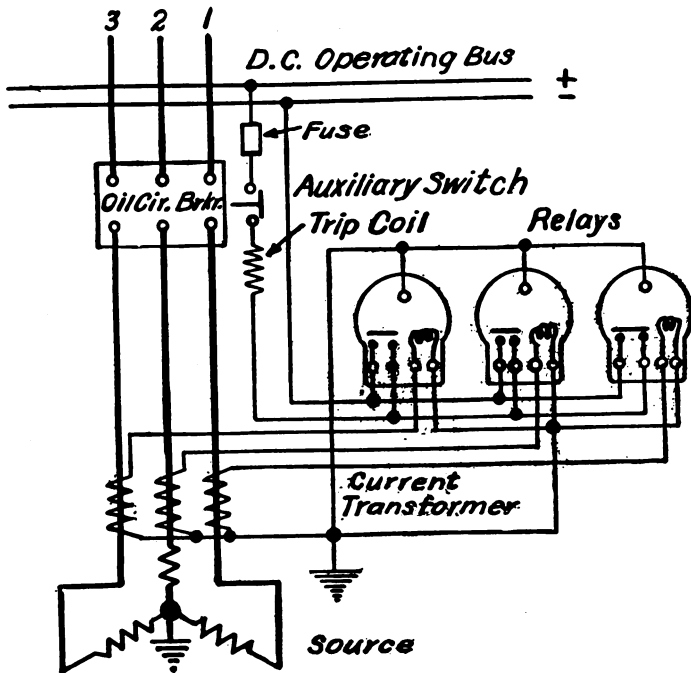 3 2 1
D.C. Operating Bus
+
-
Fuse
Oil Cir. Brkr.
Auxiliary Switch
Trip Coil
Relays
Current
Transformer
Source